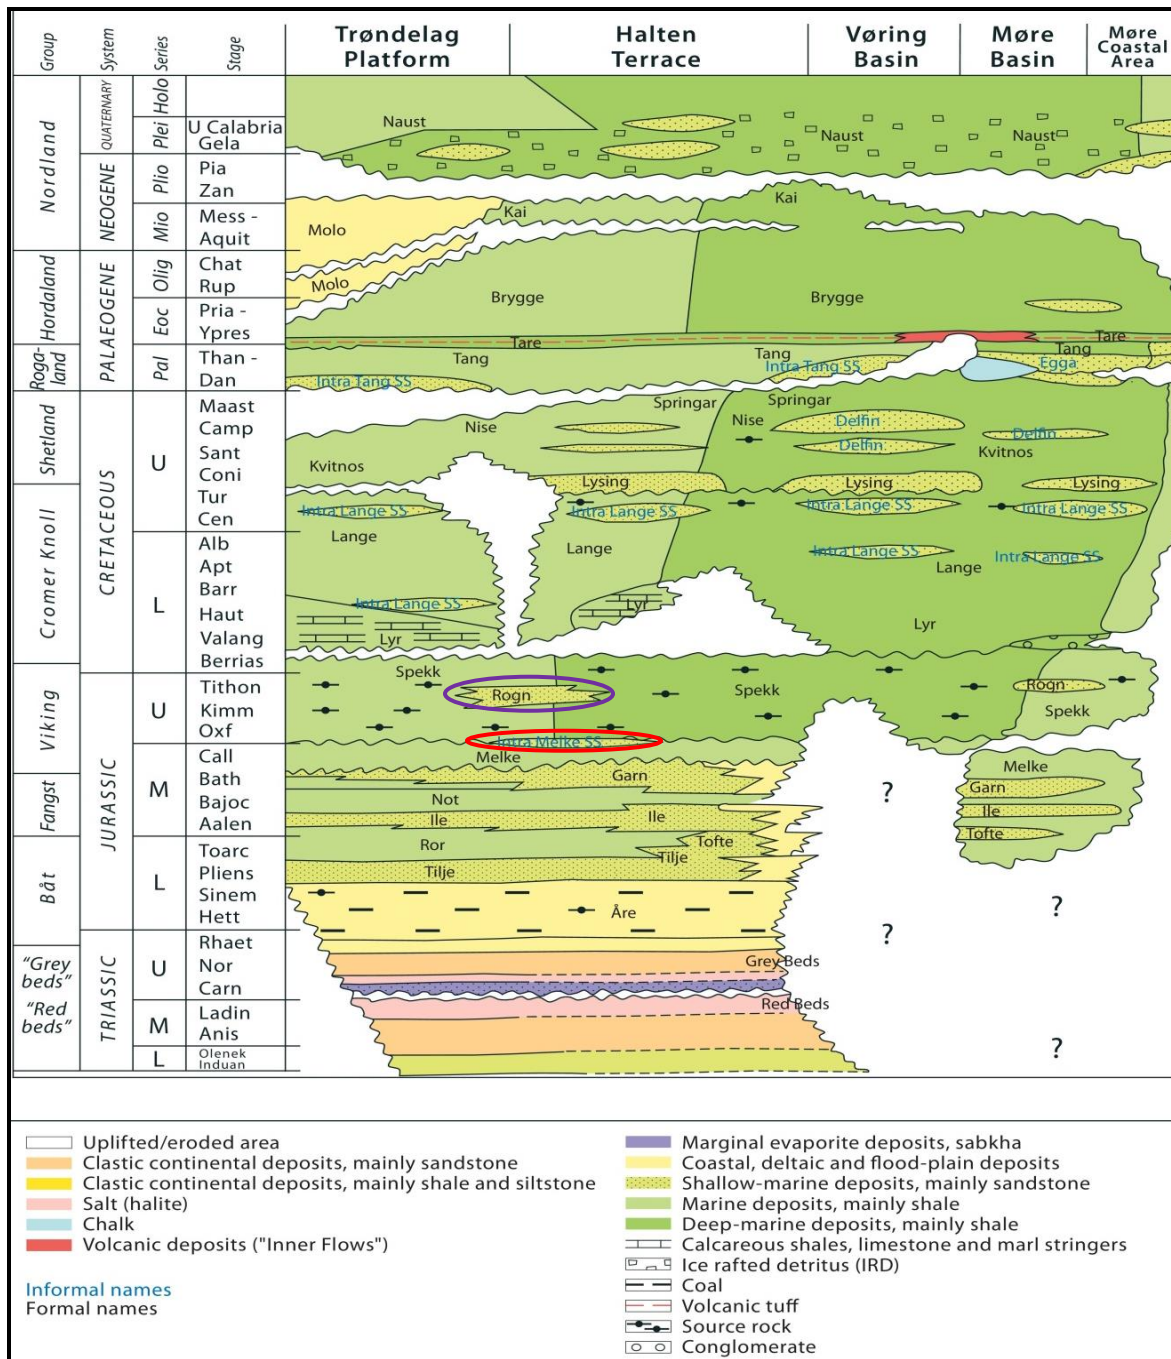 Group
System
Series
Stage
Trøndelag
Platform
Halten
Terrace
Vøring
Basin
Møre
Basin
Møre
Coastal
Area
Nordland
Hordaland
Roga-
land
Shetland
Cromer Knoll
Viking
Fangst
Båt
"Grey
beds"
"Red
beds"
QUATERNARY
NEOGENE
PALAEOGENE
CRETACEOUS
JURASSIC
TRIASSIC
Holo
Plei
Plio
Mio
Olig
Eoc
Pal
U
L
U
M
L
U
M
L
U Calabria
Gela
Pia
Zan
Mess -
Aquit
Chat
Rup
Pria -
Ypres
Than -
Dan
Maast
Camp
Sant
Coni
Tur
Cen
Alb
Apt
Barr
Haut
Valang
Berrias
Tithon
Kimm
Oxf
Call
Bath
Bajoc
Aalen
Toarc
Pliens
Sinem
Hett
Rhaet
Nor
Carn
Ladin
Anis
Olenek
Induan
Naust
Naust
Naust
Kai
Kai
Molo
Molo
Brygge
Brygge
Tare
Tare
Tang
Tang
Tang
Intra Tang SS
Intra Tang SS
Egga
Springar
Springar
Nise
Nise
Delfin
Delfin
Delfin
Kvitnos
Kvitnos
Lysing
Lysing
Lysing
Intra Lange SS
Intra Lange SS
Intra Lange SS
Intra Lange SS
Lange
Lange
Intra Lange SS
Intra Lange SS
Lange
Intra Lange SS
Lyr
Lyr
Lyr
Spekk
Rogn
Spekk
Rogn
Spekk
Intra Melke SS
Melke
Melke
Garn
Garn
Not
?
Ile
Ile
Ile
Ror
Tofte
Tofte
Tilje
Tilje
Åre
?
?
Grey Beds
Red Beds
?
Uplifted/eroded area
Clastic continental deposits, mainly sandstone
Clastic continental deposits, mainly shale and siltstone
Salt (halite)
Chalk
Volcanic deposits ("Inner Flows")
Informal names
Formal names
Marginal evaporite deposits, sabkha
Coastal, deltaic and flood-plain deposits
Shallow-marine deposits, mainly sandstone
Marine deposits, mainly shale
Deep-marine deposits, mainly shale
Calcareous shales, limestone and marl stringers
Ice rafted detritus (IRD)
Coal
Volcanic tuff
Source rock
Conglomerate